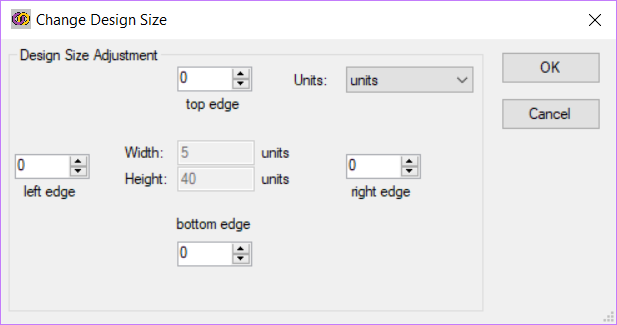 Change Design Size
Design Size Adjustment
0
top edge
Units: units
OK
Cancel
0
left edge
Width: 5 units
Height: 40 units
0
right edge
bottom edge
0